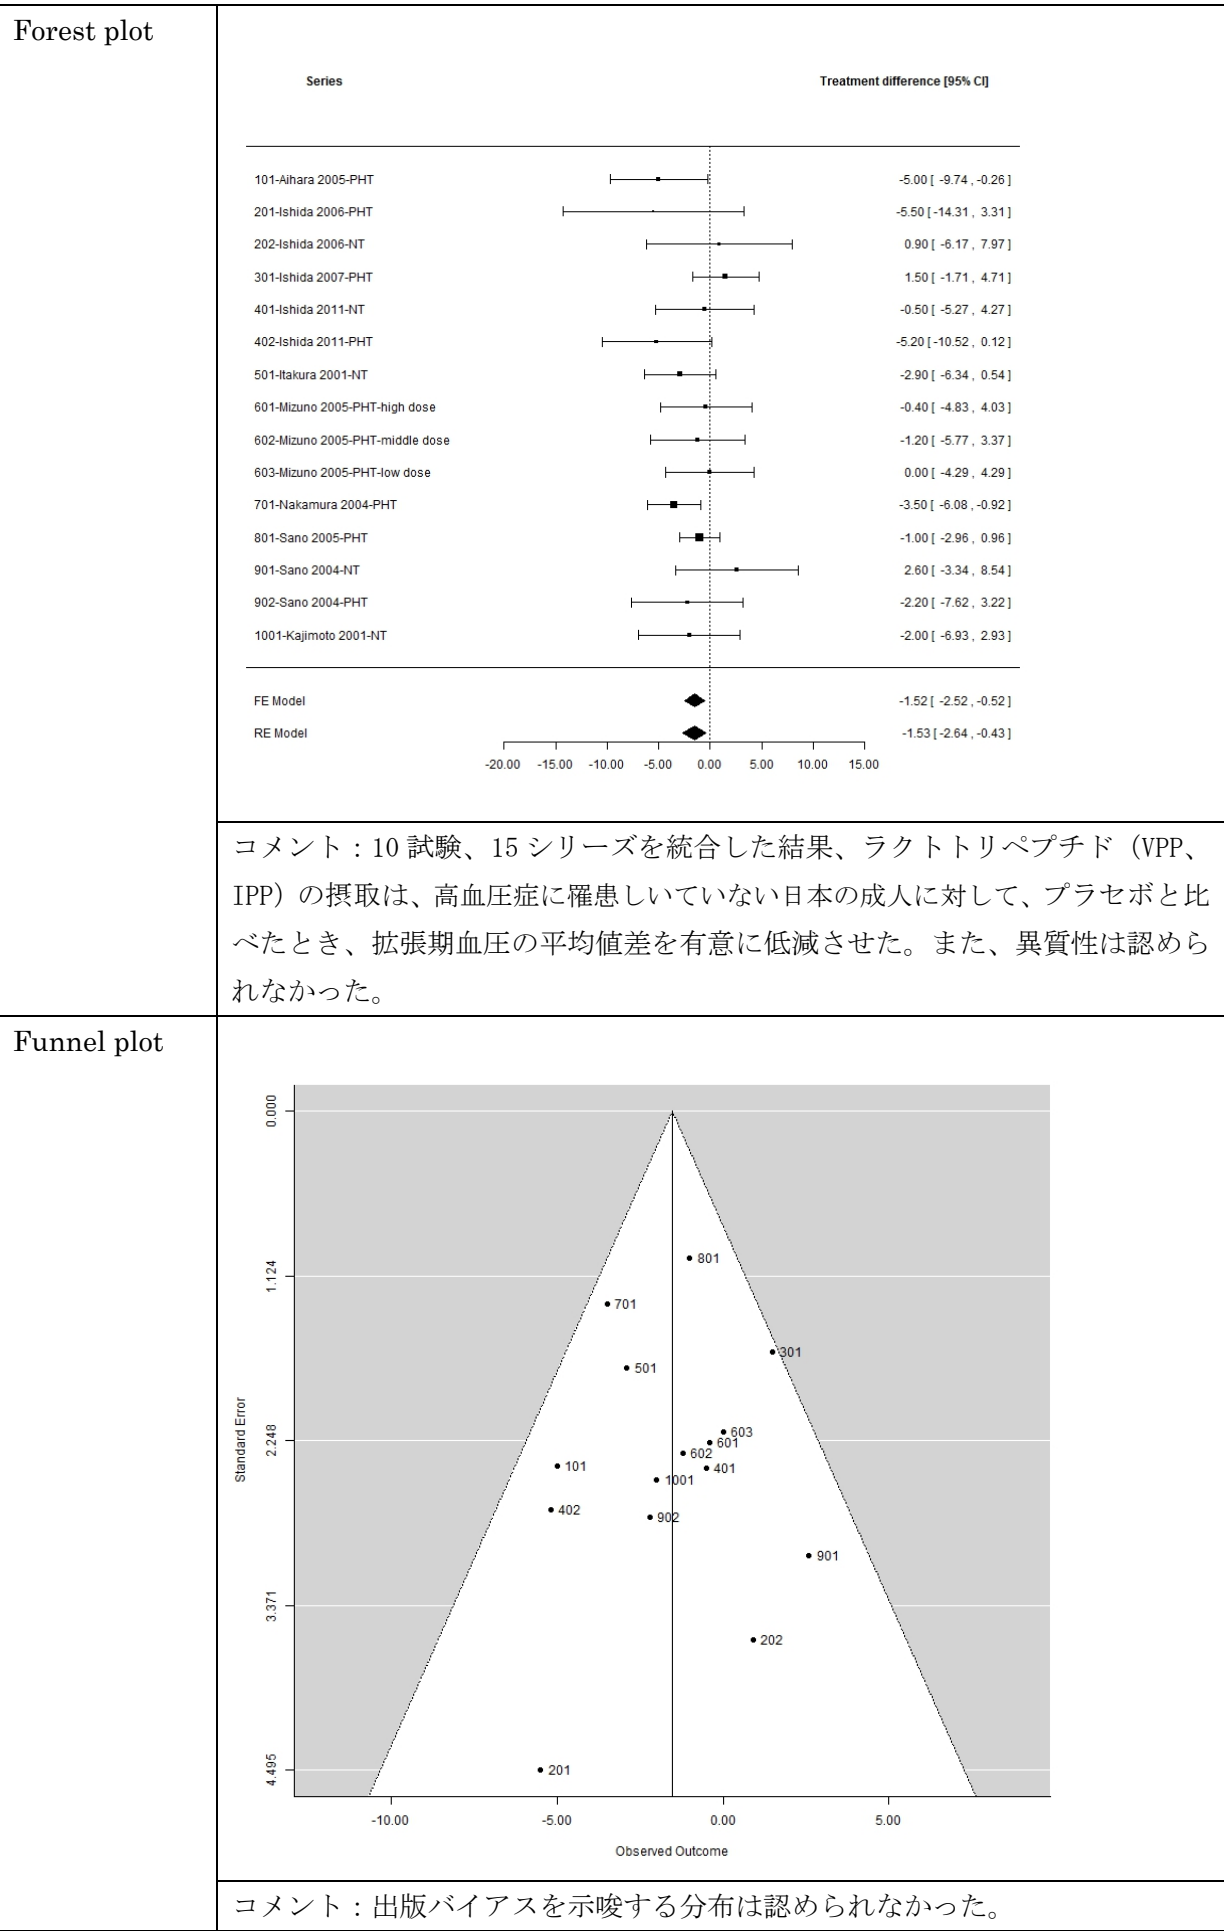 Forest plot
Series Treatment difference [95% CI]
101-Aihara 2005-PHT -5.00 [ -9.74 , -0.26 ]
201-Ishida 2006-PHT -5.50 [ -14.31 , 3.31 ]
202-Ishida 2006-NT 0.90 [ -6.17 , 7.97 ]
301-Ishida 2007-PHT 1.50 [ -1.71 , 4.71 ]
401-Ishida 2011-NT -0.50 [ -5.27 , 4.27 ]
402-Ishida 2011-PHT -5.20 [ -10.52 , 0.12 ]
501-Itakura 2001-NT -2.90 [ -6.34 , 0.54 ]
601-Mizuno 2005-PHT-high dose -0.40 [ -4.83 , 4.03 ]
602-Mizuno 2005-PHT-middle dose -1.20 [ -5.77 , 3.37 ]
603-Mizuno 2005-PHT-low dose 0.00 [ -4.29 , 4.29 ]
701-Nakamura 2004-PHT -3.50 [ -6.08 , -0.92 ]
801-Sano 2005-PHT -1.00 [ -2.96 , 0.96 ]
901-Sano 2004-NT 2.60 [ -3.34 , 8.54 ]
902-Sano 2004-PHT -2.20 [ -7.62 , 3.22 ]
1001-Kajimoto 2001-NT -2.00 [ -6.93 , 2.93 ]
FE Model -1.52 [ -2.52 , -0.52 ]
RE Model -1.53 [ -2.64 , -0.43 ]
-20.00 -15.00 -10.00 -5.00 0.00 5.00 10.00 15.00
コメント：10 試験、15 シリーズを統合した結果、ラクトトリペプチド（VPP、
IPP）の摂取は、高血圧症に罹患しいていない日本の成人に対して、プラセボと比
べたとき、拡張期血圧の平均値差を有意に低減させた。また、異質性は認めら
れなかった。
Funnel plot
0.000
801
1.124
701
301
501
603
2.248
601
602
101
401
1001
402
902
901
3.371
202
4.495
201
Standard Error
-10.00 -5.00 0.00 5.00
Observed Outcome
コメント：出版バイアスを示唆する分布は認められなかった。